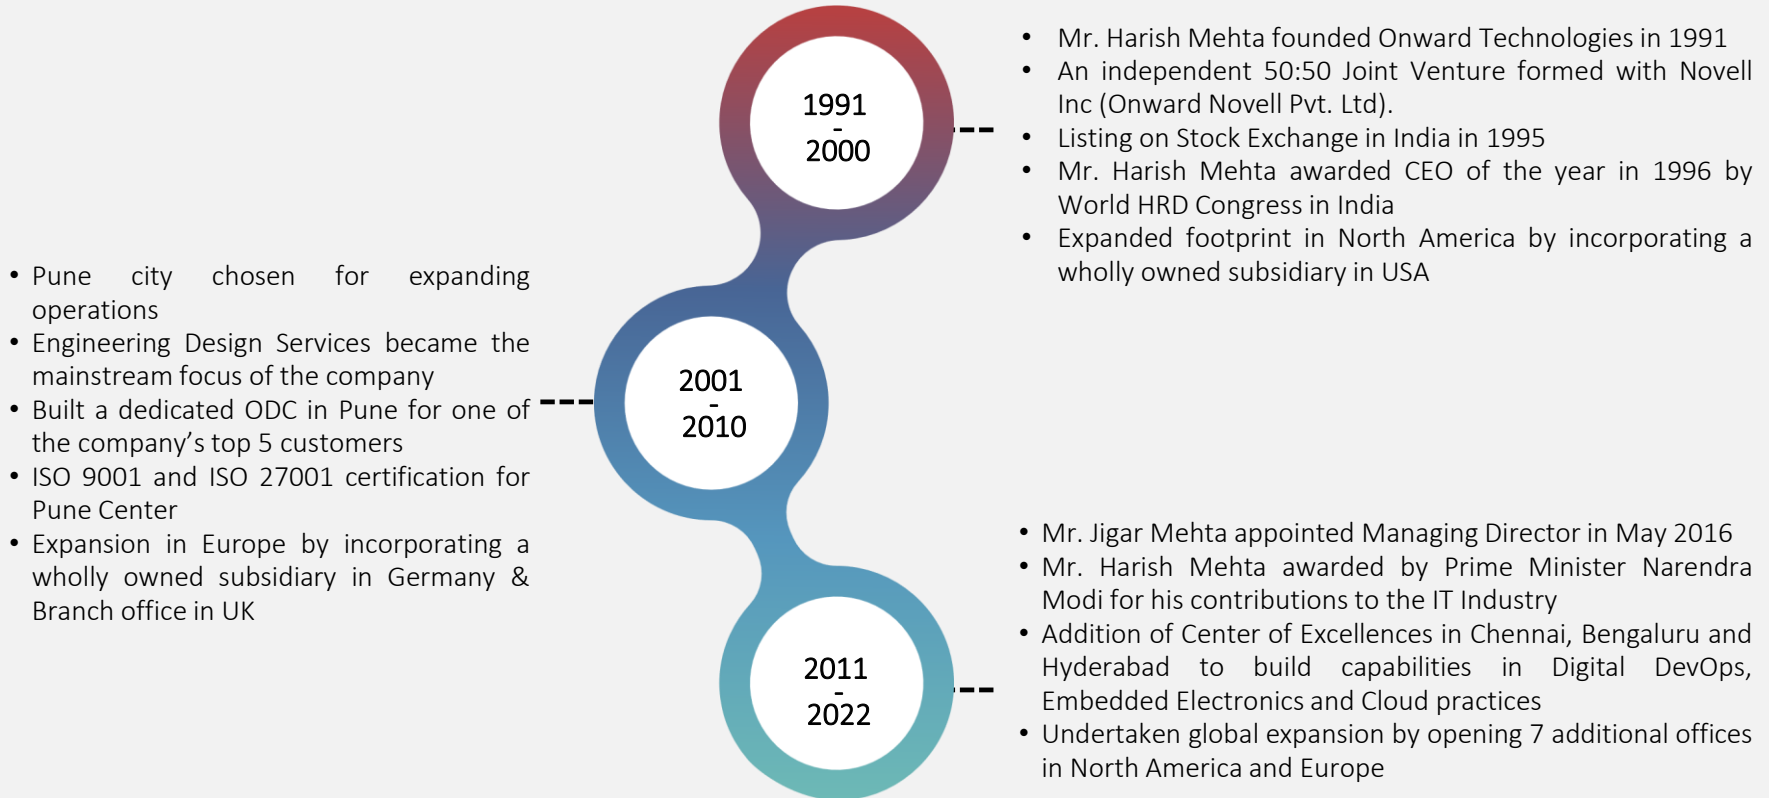 1991
-
2000
• Mr. Harish Mehta founded Onward Technologies in 1991
• An independent 50:50 Joint Venture formed with Novell
Inc (Onward Novell Pvt. Ltd).
• Listing on Stock Exchange in India in 1995
• Mr. Harish Mehta awarded CEO of the year in 1996 by
World HRD Congress in India
• Expanded footprint in North America by incorporating a
wholly owned subsidiary in USA
2001
-
2010
• Pune city chosen for expanding
operations
• Engineering Design Services became the
mainstream focus of the company
• Built a dedicated ODC in Pune for one of
the company’s top 5 customers
• ISO 9001 and ISO 27001 certification for
Pune Center
• Expansion in Europe by incorporating a
wholly owned subsidiary in Germany &
Branch office in UK
2011
-
2022
• Mr. Jigar Mehta appointed Managing Director in May 2016
• Mr. Harish Mehta awarded by Prime Minister Narendra
Modi for his contributions to the IT Industry
• Addition of Center of Excellences in Chennai, Bengaluru and
Hyderabad to build capabilities in Digital DevOps,
Embedded Electronics and Cloud practices
• Undertaken global expansion by opening 7 additional offices
in North America and Europe